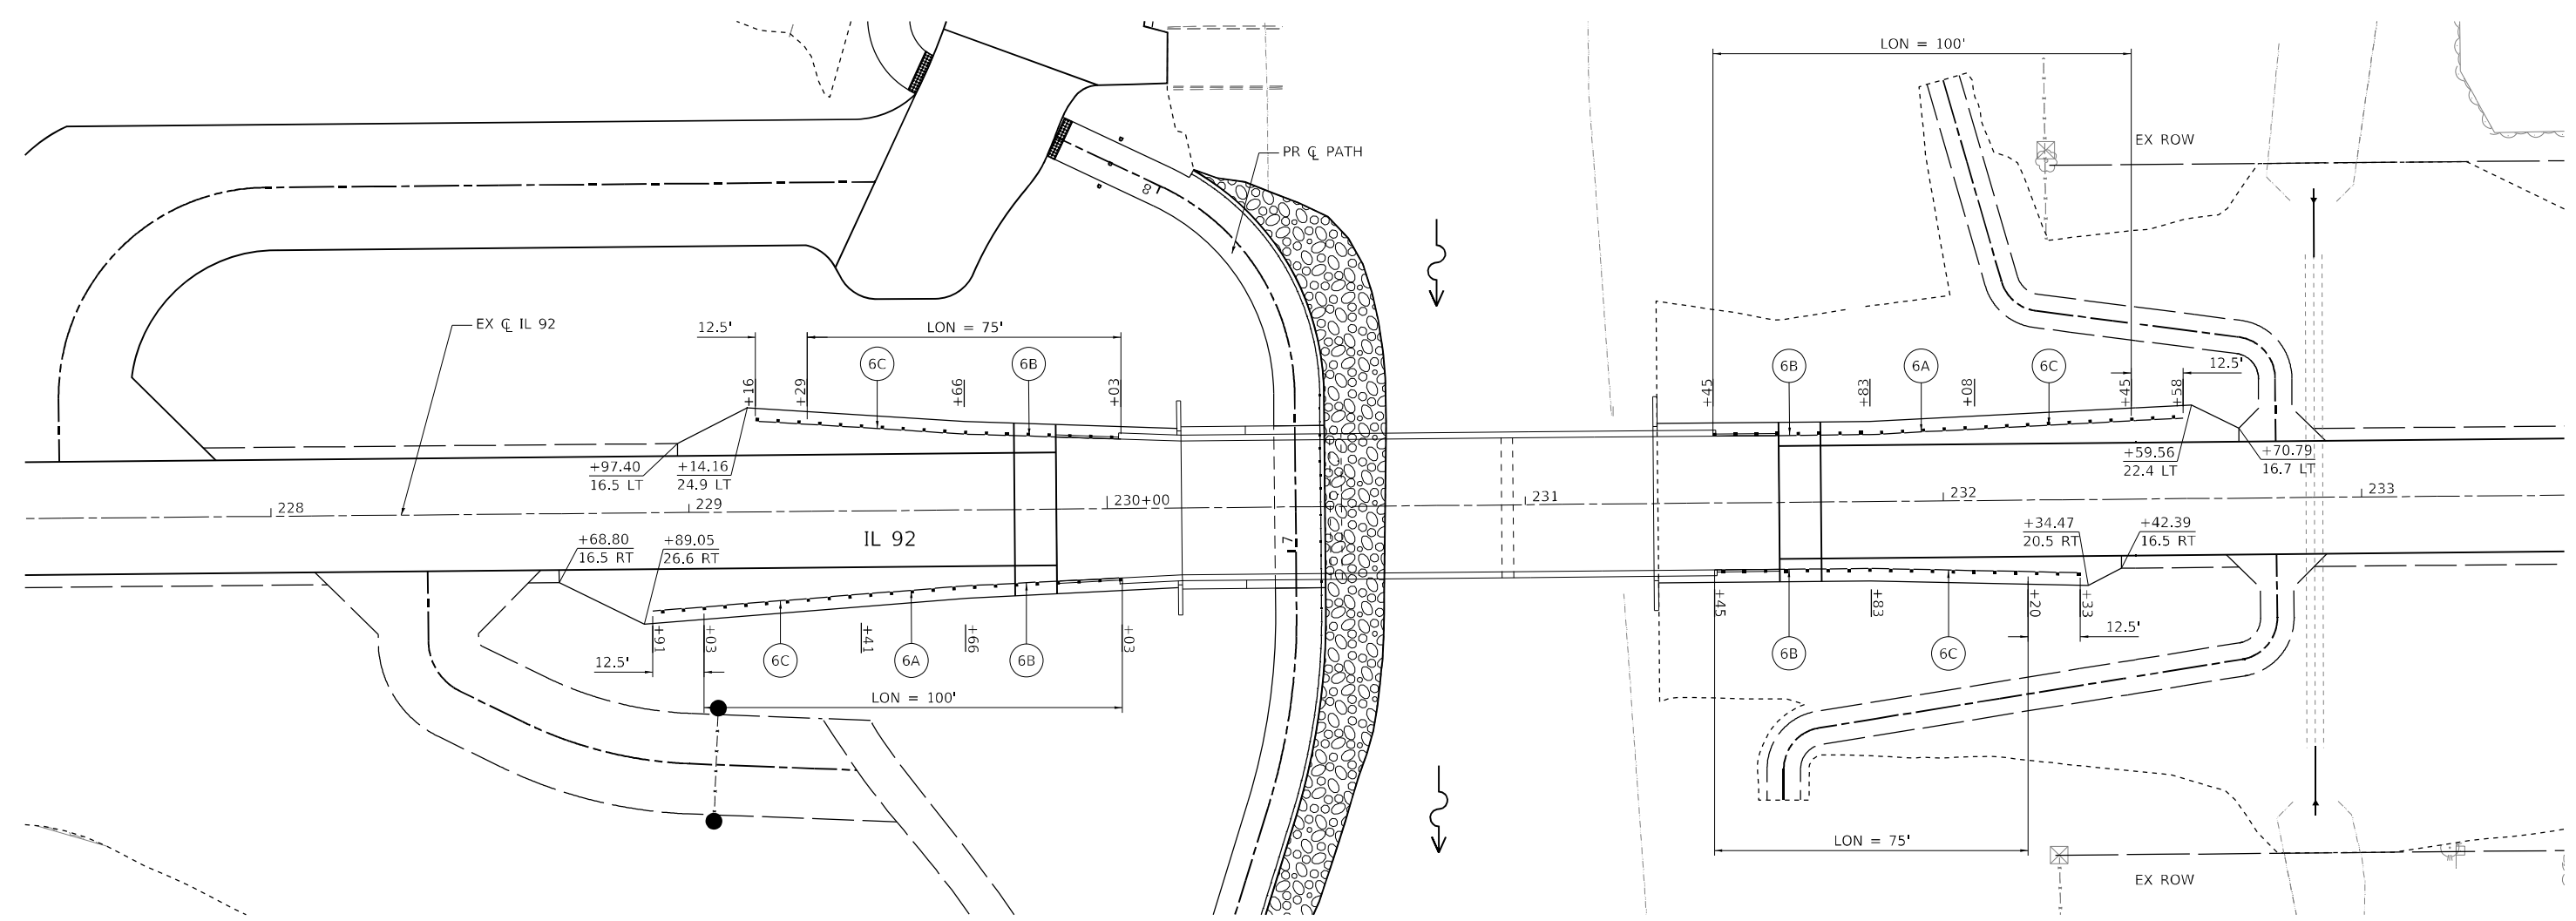 LON = 100'
EX ROW
PR ℄ PATH
8
EX ℄ IL 92
12.5'
LON = 75'
6C
6B
6B
6A
6C
12.5'
+16
+29
+66
+03
+45
+83
+08
+45
+58
+97.40
16.5 LT
+14.16
24.9 LT
+59.56
22.4 LT
+70.79
16.7 LT
228
229
230+00
231
232
233
+68.80
16.5 RT
+89.05
26.6 RT
IL 92
7
+34.47
20.5 RT
+42.39
16.5 RT
+91
+03
+41
+66
+03
+45
+83
+20
+33
12.5'
6C
6A
6B
6B
6C
12.5'
LON = 100'
LON = 75'
EX ROW